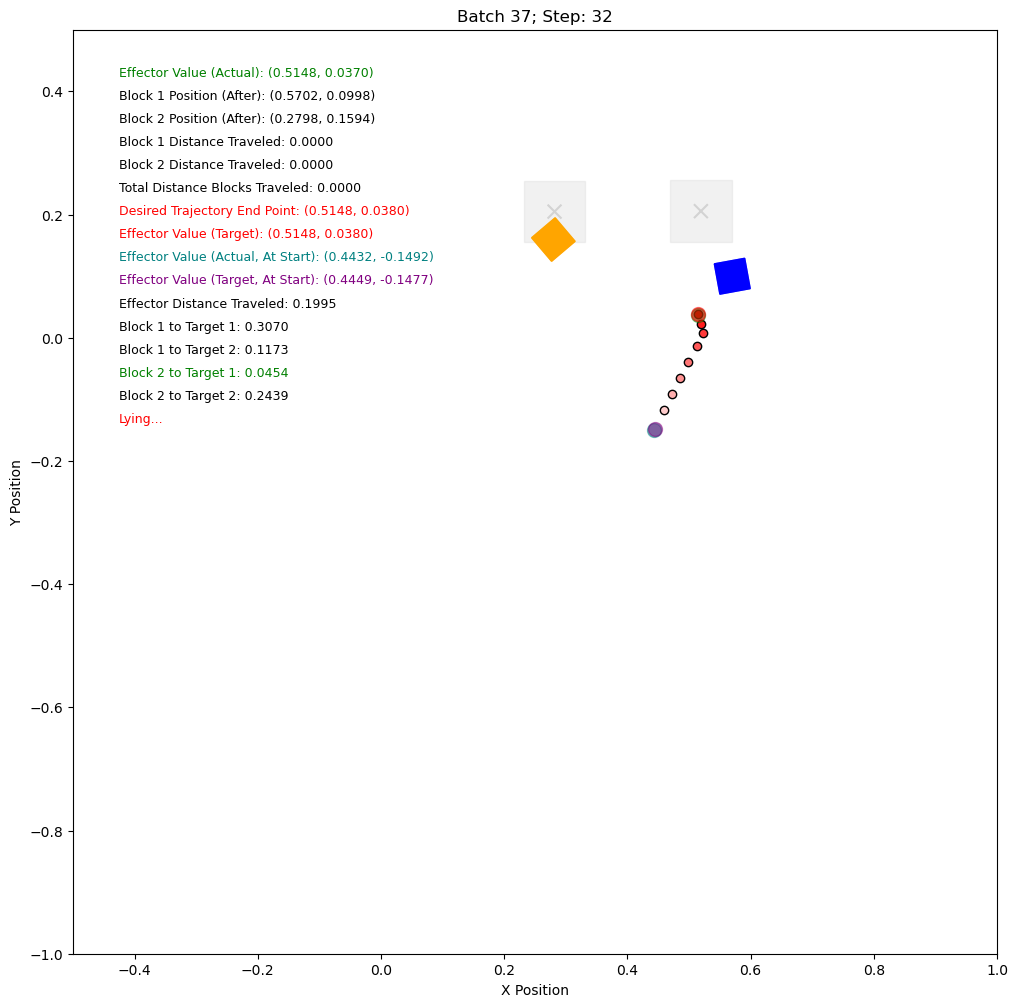 Batch 37; Step: 32
Effector Value (Actual): (0.5148, 0.0370)
Block 1 Position (After): (0.5702, 0.0998)
Block 2 Position (After): (0.2798, 0.1594)
Block 1 Distance Traveled: 0.0000
Block 2 Distance Traveled: 0.0000
Total Distance Blocks Traveled: 0.0000
Desired Trajectory End Point: (0.5148, 0.0380)
Effector Value (Target): (0.5148, 0.0380)
Effector Value (Actual, At Start): (0.4432, -0.1492)
Effector Value (Target, At Start): (0.4449, -0.1477)
Effector Distance Traveled: 0.1995
Block 1 to Target 1: 0.3070
Block 1 to Target 2: 0.1173
Block 2 to Target 1: 0.0454
Block 2 to Target 2: 0.2439
Lying...
Y Position
0.4
0.2
0.0
−0.2
−0.4
−0.6
−0.8
−1.0
−0.4
−0.2
0.0
0.2
0.4
0.6
0.8
1.0
X Position